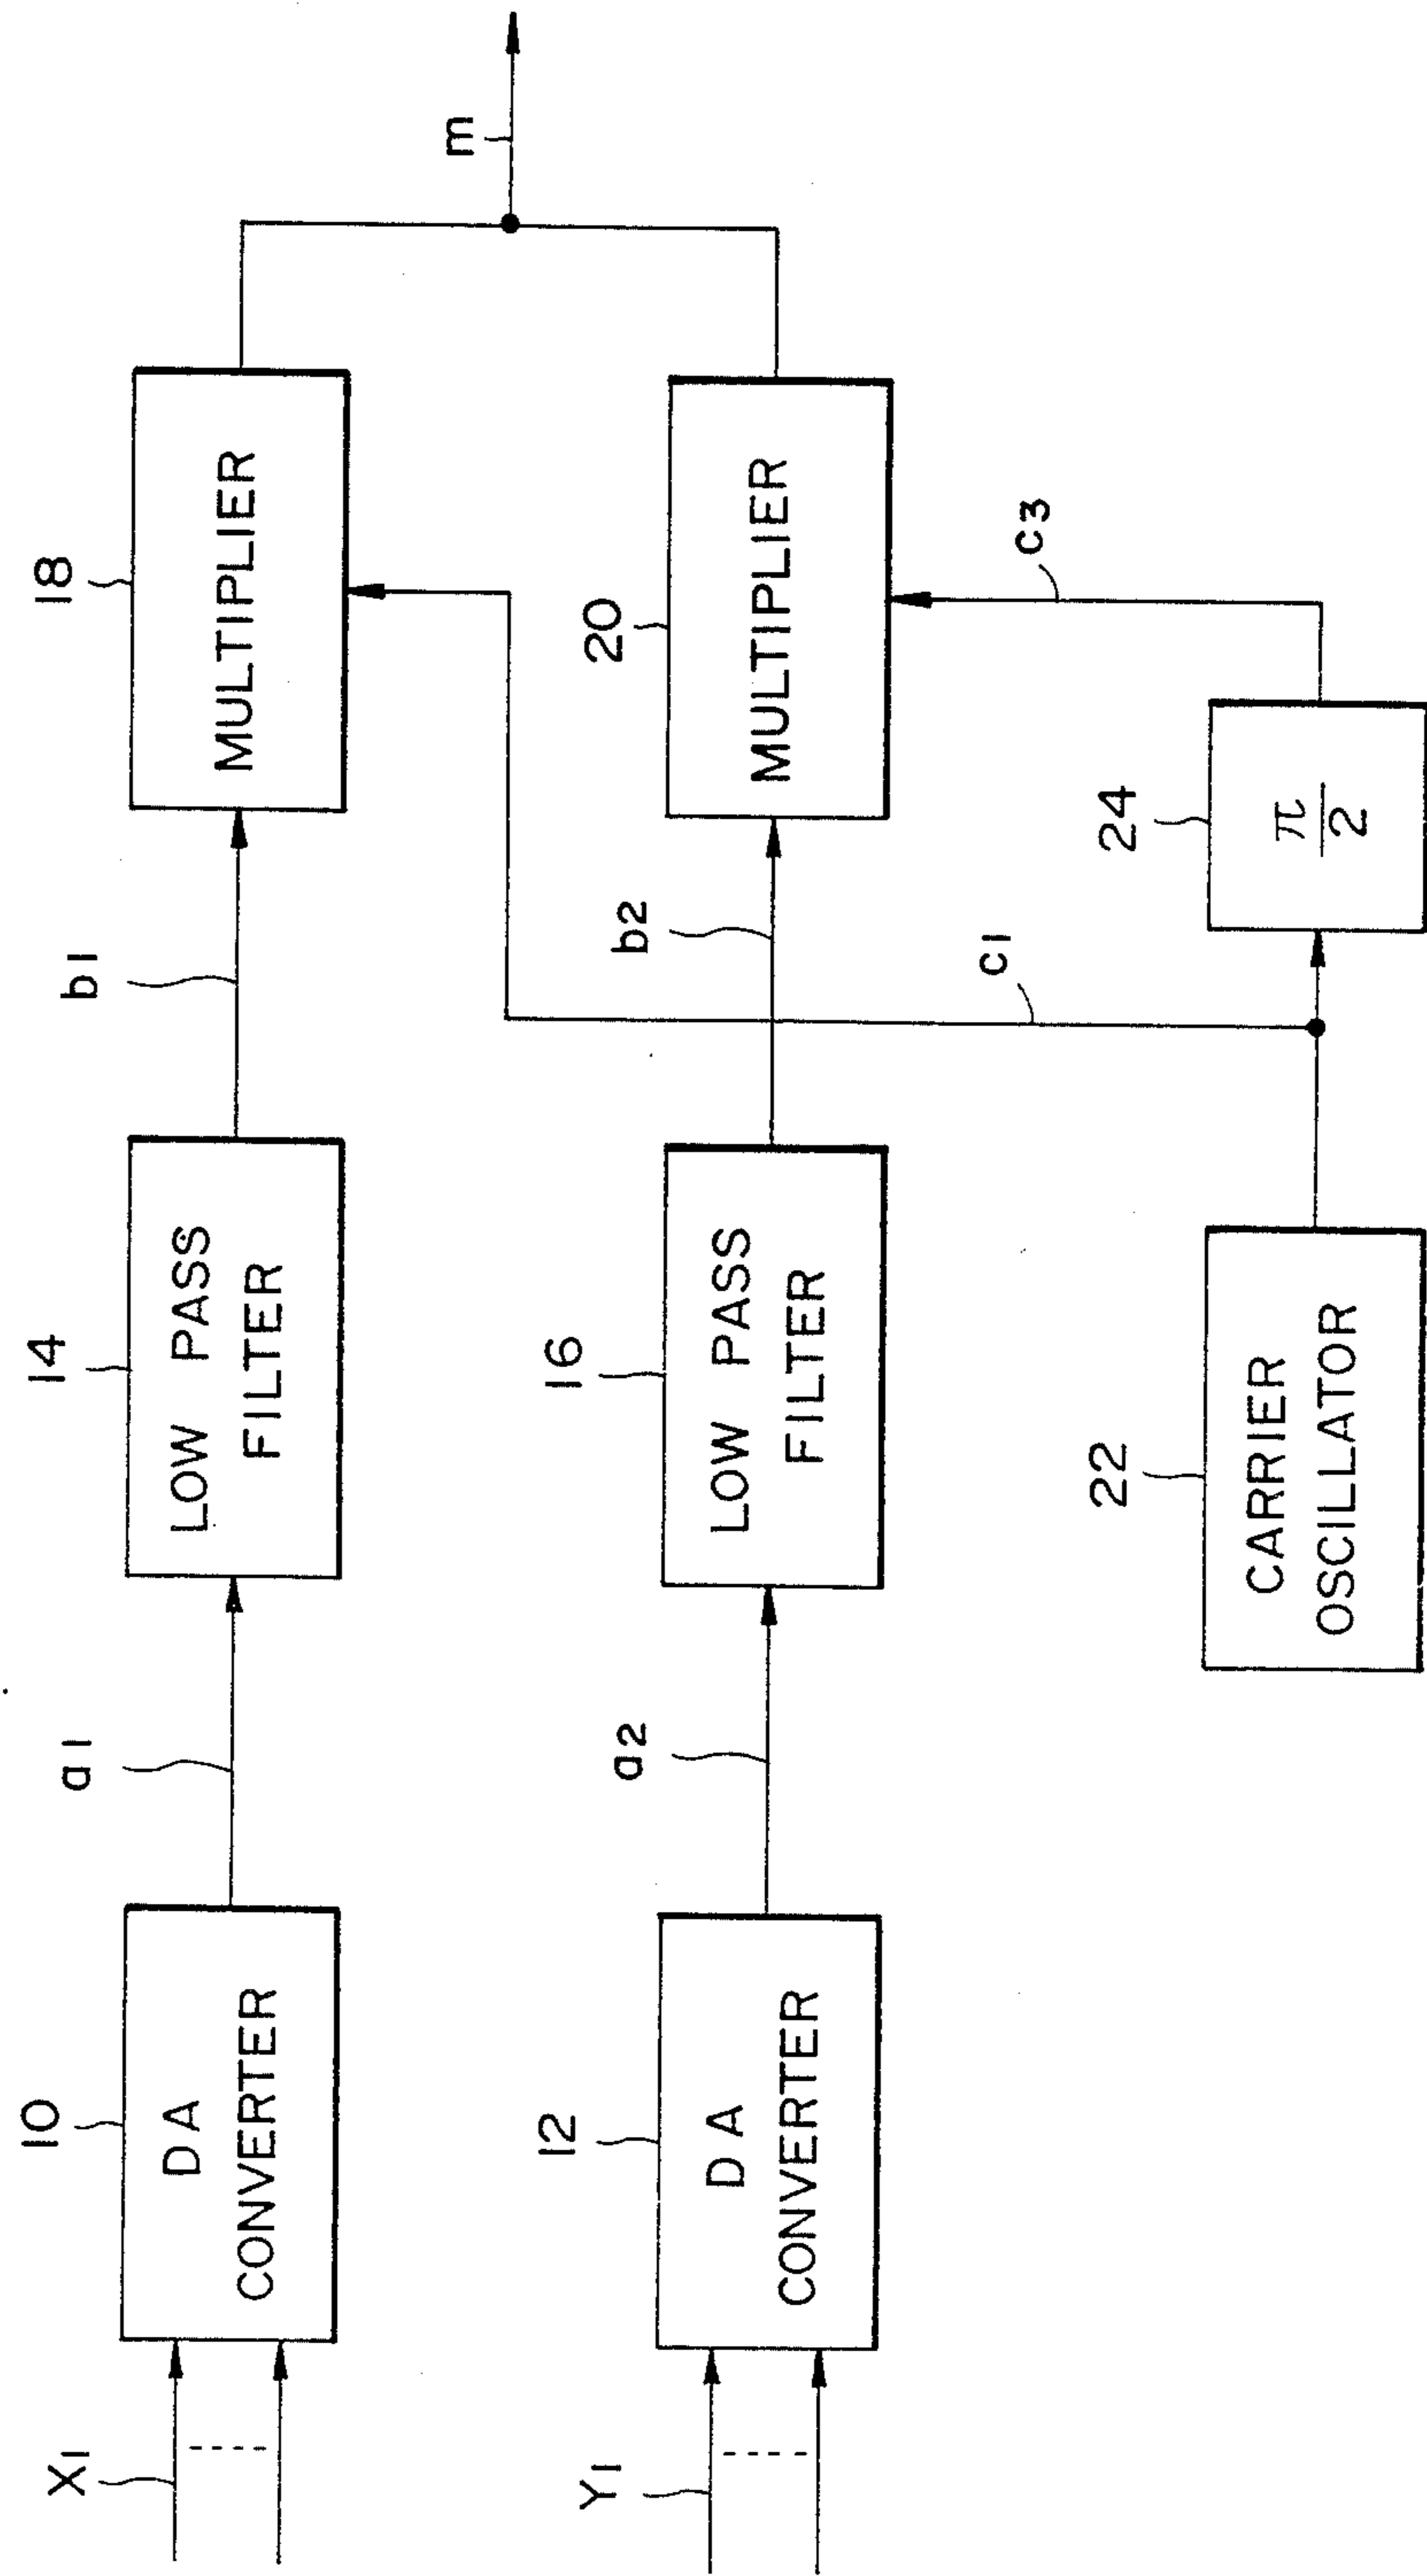 X1
10
D A
CONVERTER
a1
14
LOW PASS
FILTER
b1
18
MULTIPLIER
m
Y1
12
D A
CONVERTER
a2
16
LOW PASS
FILTER
b2
20
MULTIPLIER
22
CARRIER
OSCILLATOR
c1
24
π
2
c3